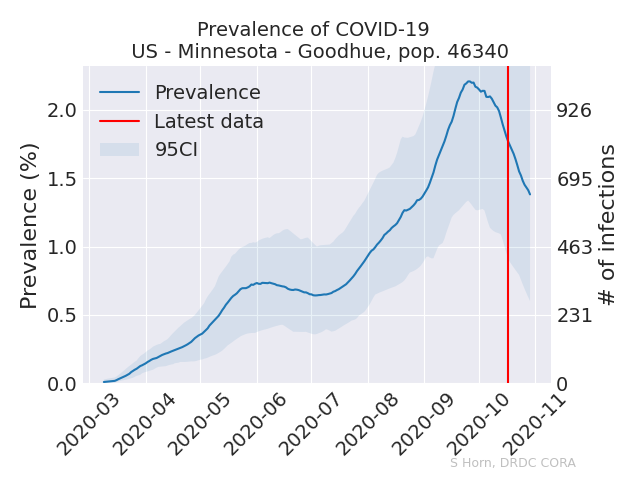 Prevalence of COVID-19
US - Minnesota - Goodhue, pop. 46340
Prevalence
Latest data
95CI
Prevalence (%)
2.0
1.5
1.0
0.5
0.0
926
695
463
231
0
# of infections
2020-03
2020-04
2020-05
2020-06
2020-07
2020-08
2020-09
2020-10
2020-11
S Horn, DRDC CORA